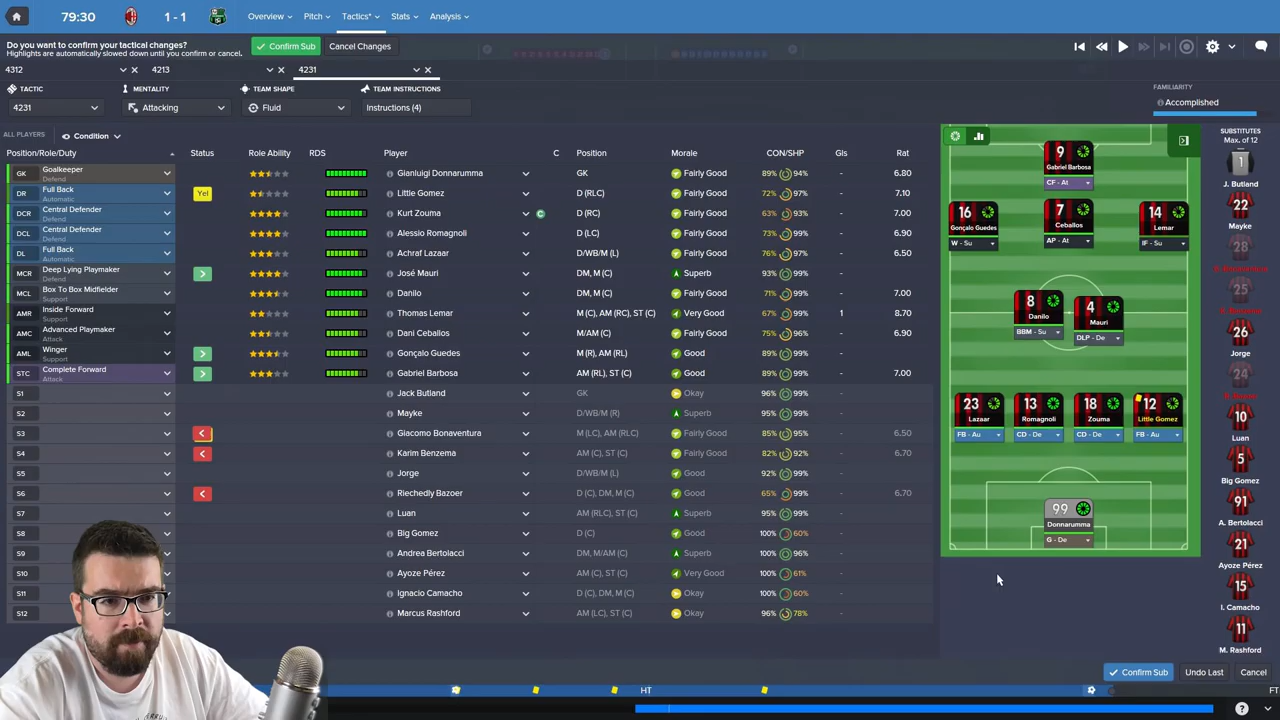 79:30 1 - 1 Overview Pitch Tactics* Stats Analysis
Do you want to confirm your tactical changes?
Highlights are automatically slowed down until you confirm or cancel.
Confirm Sub Cancel Changes
4312 4213 4231
TACTIC MENTALITY TEAM SHAPE TEAM INSTRUCTIONS FAMILIARITY
4231 Attacking Fluid Instructions (4) Accomplished
ALL PLAYERS Condition
Position/Role/Duty Status Role Ability RDS Player C Position Morale CON/SHP Gls Rat
GK Goalkeeper Defend Gianluigi Donnarumma GK Fairly Good 89% 94% - 6.80
DR Full Back Automatic Yel Little Gomez D (RLC) Fairly Good 72% 97% - 7.10
DCR Central Defender Defend Kurt Zouma C D (RC) Fairly Good 63% 93% - 7.00
DCL Central Defender Defend Alessio Romagnoli D (LC) Fairly Good 73% 99% - 6.90
DL Full Back Automatic Achraf Lazaar D/WB/M (L) Fairly Good 76% 97% - 6.50
MCR Deep Lying Playmaker Defend José Mauri DM, M (C) Superb 93% 99% -
MCL Box To Box Midfielder Support Danilo DM, M (C) Fairly Good 71% 99% - 7.00
AMR Inside Forward Support Thomas Lemar M (C), AM (RC), ST (C) Very Good 67% 99% 1 8.70
AMC Advanced Playmaker Attack Dani Ceballos M/AM (C) Fairly Good 75% 96% - 6.90
AML Winger Support Gonçalo Guedes M (R), AM (RL) Good 89% 99% -
STC Complete Forward Attack Gabriel Barbosa AM (RL), ST (C) Good 89% 99% - 7.00
S1 Jack Butland GK Okay 96% 99% -
S2 Mayke D/WB/M (R) Superb 95% 99% -
S3 Giacomo Bonaventura M (LC), AM (RLC) Fairly Good 85% 95% - 6.50
S4 Karim Benzema AM (C), ST (C) Fairly Good 82% 92% - 6.70
S5 Jorge D/WB/M (L) Good 92% 99% -
S6 Riechedly Bazoer D (C), DM, M (C) Good 65% 99% - 6.70
S7 Luan AM (RLC), ST (C) Superb 95% 99% -
S8 Big Gomez D (C) Good 100% 60% -
S9 Andrea Bertolacci DM, M/AM (C) Superb 100% 96% -
S10 Ayoze Pérez AM (C), ST (C) Very Good 100% 61% -
S11 Ignacio Camacho D (C), DM, M (C) Okay 100% 60% -
S12 Marcus Rashford AM (LC), ST (C) Okay 96% 78% -
9
Gabriel Barbosa
CF - At
16 7 14
Gonçalo Guedes Ceballos Lemar
W - Su AP - At IF - Su
8 4
Danilo Mauri
BBM - Su DLP - De
23 13 18 12
Lazaar Romagnoli Zouma Little Gomez
FB - Au CD - De CD - De FB - Au
99
Donnarumma
G - De
SUBSTITUTES
Max. of 12
1
J. Butland
22
Mayke
28
25
26
Jorge
24
10
Luan
5
Big Gomez
91
A. Bertolacci
21
Ayoze Pérez
15
I. Camacho
11
M. Rashford
Confirm Sub Undo Last Cancel
HT FT